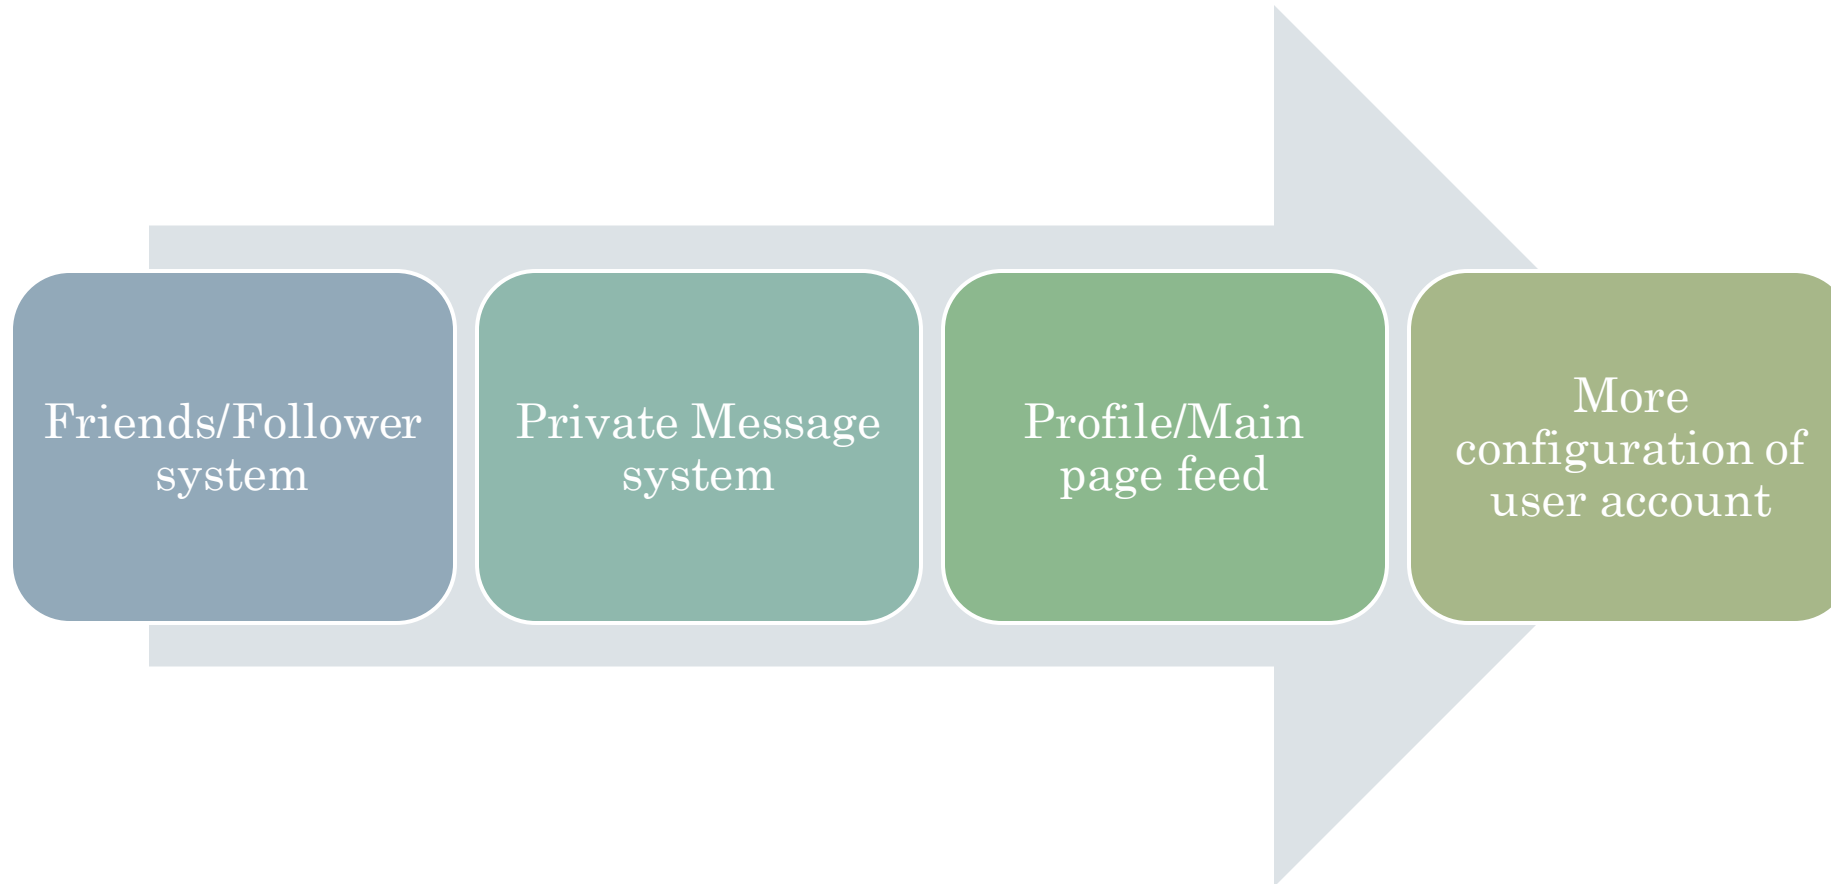 Friends/Follower
system
Private Message
system
Profile/Main
page feed
More
configuration of
user account